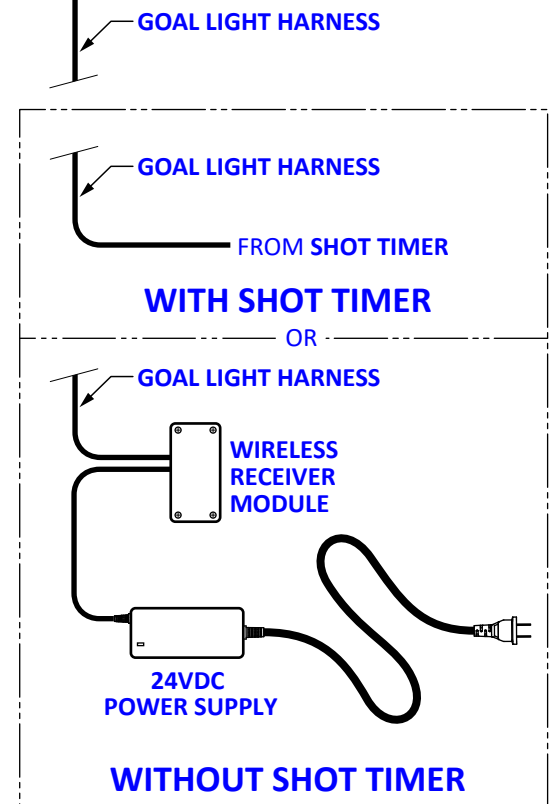 GOAL LIGHT HARNESS
GOAL LIGHT HARNESS
FROM SHOT TIMER
WITH SHOT TIMER
OR
GOAL LIGHT HARNESS
WIRELESS
RECEIVER
MODULE
24VDC
POWER SUPPLY
WITHOUT SHOT TIMER